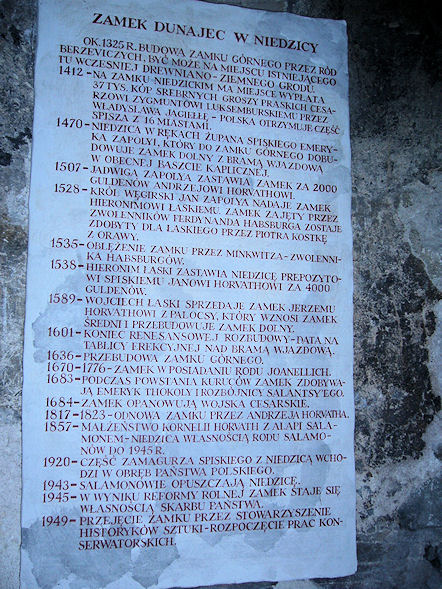 ZAMEK DUNAJEC W NIEDZICY
OK. 1325 R. BUDOWA ZAMKU GÓRNEGO PRZEZ RÓD
BERZEVICZYCH, BYĆ MOŻE NA MIEJSCU ISTNIEJĄCEGO
TU WCZEŚNIEJ DREWNIANO-ZIEMNEGO GRODU.
1412-NA ZAMKU NIEDZICKIM MA MIEJSCE WYPŁATA
37 TYS. KÓP SREBRNYCH GROSZY PRASKICH CESA-
RZOWI ZYGMUNTOWI LUKSEMBURSKIEMU PRZEZ
WŁADYSŁAWA JAGIEŁŁĘ-POLSKA OTRZYMUJE CZĘŚĆ
SPISZA Z 16 MIASTAMI.
1470-NIEDZICA W RĘKACH ŻUPANA SPISKIEGO EMERY-
KA ZAPOLYI, KTÓRY DO ZAMKU GÓRNEGO DOBU-
DOWUJE ZAMEK DOLNY Z BRAMĄ WJAZDOWĄ
W OBECNEJ BASZCIE KAPLICZNEJ.
1507-JADWIGA ZAPOLYA ZASTAWIA ZAMEK ZA 2000
GULDENÓW ANDRZEJOWI HORVATHOWI.
1528-KRÓL WĘGIRSKI JAN ZAPOLYA NADAJE ZAMEK
HIERONIMOWI ŁASKIEMU. ZAMEK ZAJĘTY PRZEZ
ZWOLENNIKÓW FERDYNANDA HABSBURGA ZOSTAJE
ZDOBYTY DLA ŁASKIEGO PRZEZ PIOTRA KOSTKĘ
Z ORAWY.
1535-OBLĘŻENIE ZAMKU PRZEZ MINKWITZA-ZWOLENNI-
KA HABSBURGÓW.
1538-HIERONIM ŁASKI ZASTAWIA NIEDZICĘ PREPOZYTO-
WI SPISKIEMU JANOWI HORVATHOWI ZA 4000
GULDENÓW.
1589-WOJCIECH ŁASKI SPRZEDAJE ZAMEK JERZEMU
HORVATHOWI Z PALOCSY, KTÓRY WZNOSI ZAMEK
ŚREDNI I PRZEBUDOWUJE ZAMEK DOLNY.
1601-KONIEC RENESANSOWEJ ROZBUDOWY-DATA NA
TABLICY EREKCYJNEJ NAD BRAMĄ WJAZDOWĄ.
1636-PRZEBUDOWA ZAMKU GÓRNEGO.
1670-1776-ZAMEK W POSIADANIU RODU JOANELLICH.
1683-PODCZAS POWSTANIA KURUCÓW ZAMEK ZDOBYWA-
JĄ EMERYK THÖKÖLY I ROZBÓJNICY SALANTSY'EGO.
1684-ZAMEK OPANOWUJĄ WOJSKA CESARSKIE.
1817-1823-ODNOWA ZAMKU PRZEZ ANDRZEJA HORVATHA.
1857-MAŁŻEŃSTWO KORNELII HORVATH Z ALAPI SALA-
MONEM-NIEDZICA WŁASNOŚCIĄ RODU SALAMO-
NÓW DO 1945 R.
1920-CZĘŚĆ ZAMAGURZA SPISKIEGO Z NIEDZICĄ WCHO-
DZI W OBRĘB PAŃSTWA POLSKIEGO.
1943-SALAMONOWIE OPUSZCZAJĄ NIEDZICĘ.
1945-W WYNIKU REFORMY ROLNEJ ZAMEK STAJE SIĘ
WŁASNOŚCIĄ SKARBU PAŃSTWA.
1949-PRZEJĘCIE ZAMKU PRZEZ STOWARZYSZENIE
HISTORYKÓW SZTUKI-ROZPOCZĘCIE PRAC KON-
SERWATORSKICH.